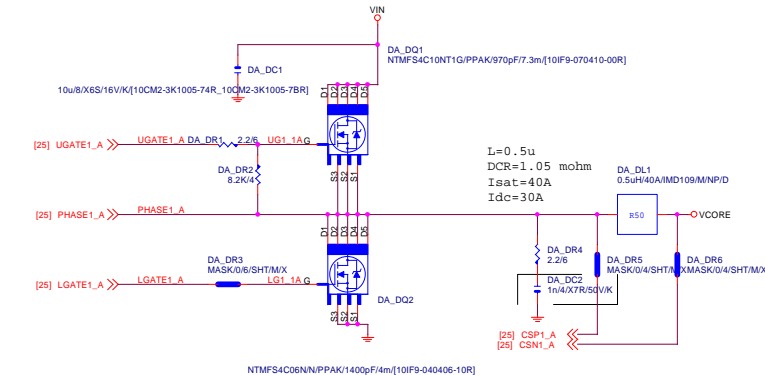 VIN
DA_DQ1
NTMFS4C10NT1G/PPAK/970pF/7.3m/[10IF9-070410-00R]
DA_DC1
10u/8/X6S/16V/K/[10CM2-3K1005-74R_10CM2-3K1005-7BR]
D1
D2
D3
D4
D5
[25] UGATE1_A
UGATE1_A
DA_DR1
2.2/6
UG1_1A
G
DA_DR2
8.2K/4
S3
S2
S1
L=0.5u
DCR=1.05 mohm
Isat=40A
Idc=30A
DA_DL1
0.5uH/40A/IMD109/M/NP/D
[25] PHASE1_A
PHASE1_A
R50
VCORE
D1
D2
D3
D4
D5
DA_DR3
MASK/0/6/SHT/M/X
[25] LGATE1_A
LGATE1_A
LG1_1A
G
DA_DQ2
S3
S2
S1
DA_DR4
2.2/6
DA_DC2
1n/4/X7R/50V/K
DA_DR5
MASK/0/4/SHT/M/X
DA_DR6
MASK/0/4/SHT/M/X
[25] CSP1_A
[25] CSN1_A
NTMFS4C06N/N/PPAK/1400pF/4m/[10IF9-040406-10R]